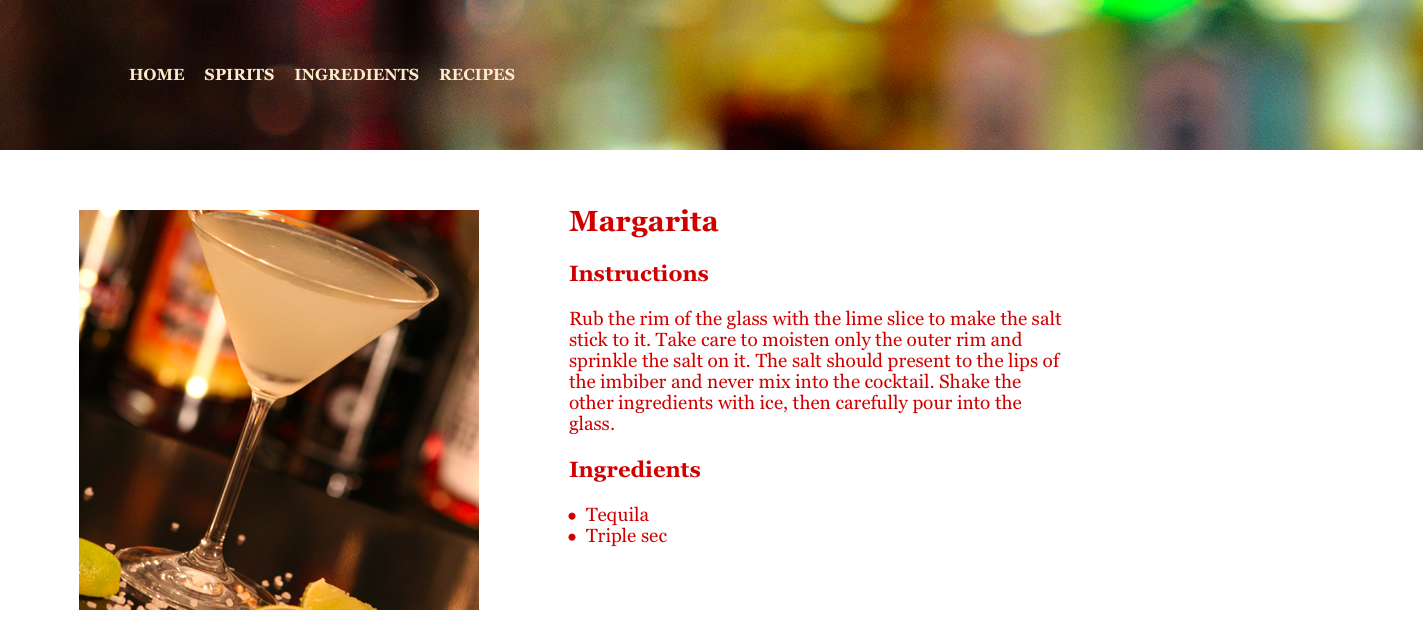 HOME SPIRITS INGREDIENTS RECIPES
Margarita
Instructions
Rub the rim of the glass with the lime slice to make the salt
stick to it. Take care to moisten only the outer rim and
sprinkle the salt on it. The salt should present to the lips of
the imbiber and never mix into the cocktail. Shake the
other ingredients with ice, then carefully pour into the
glass.
Ingredients
• Tequila
• Triple sec